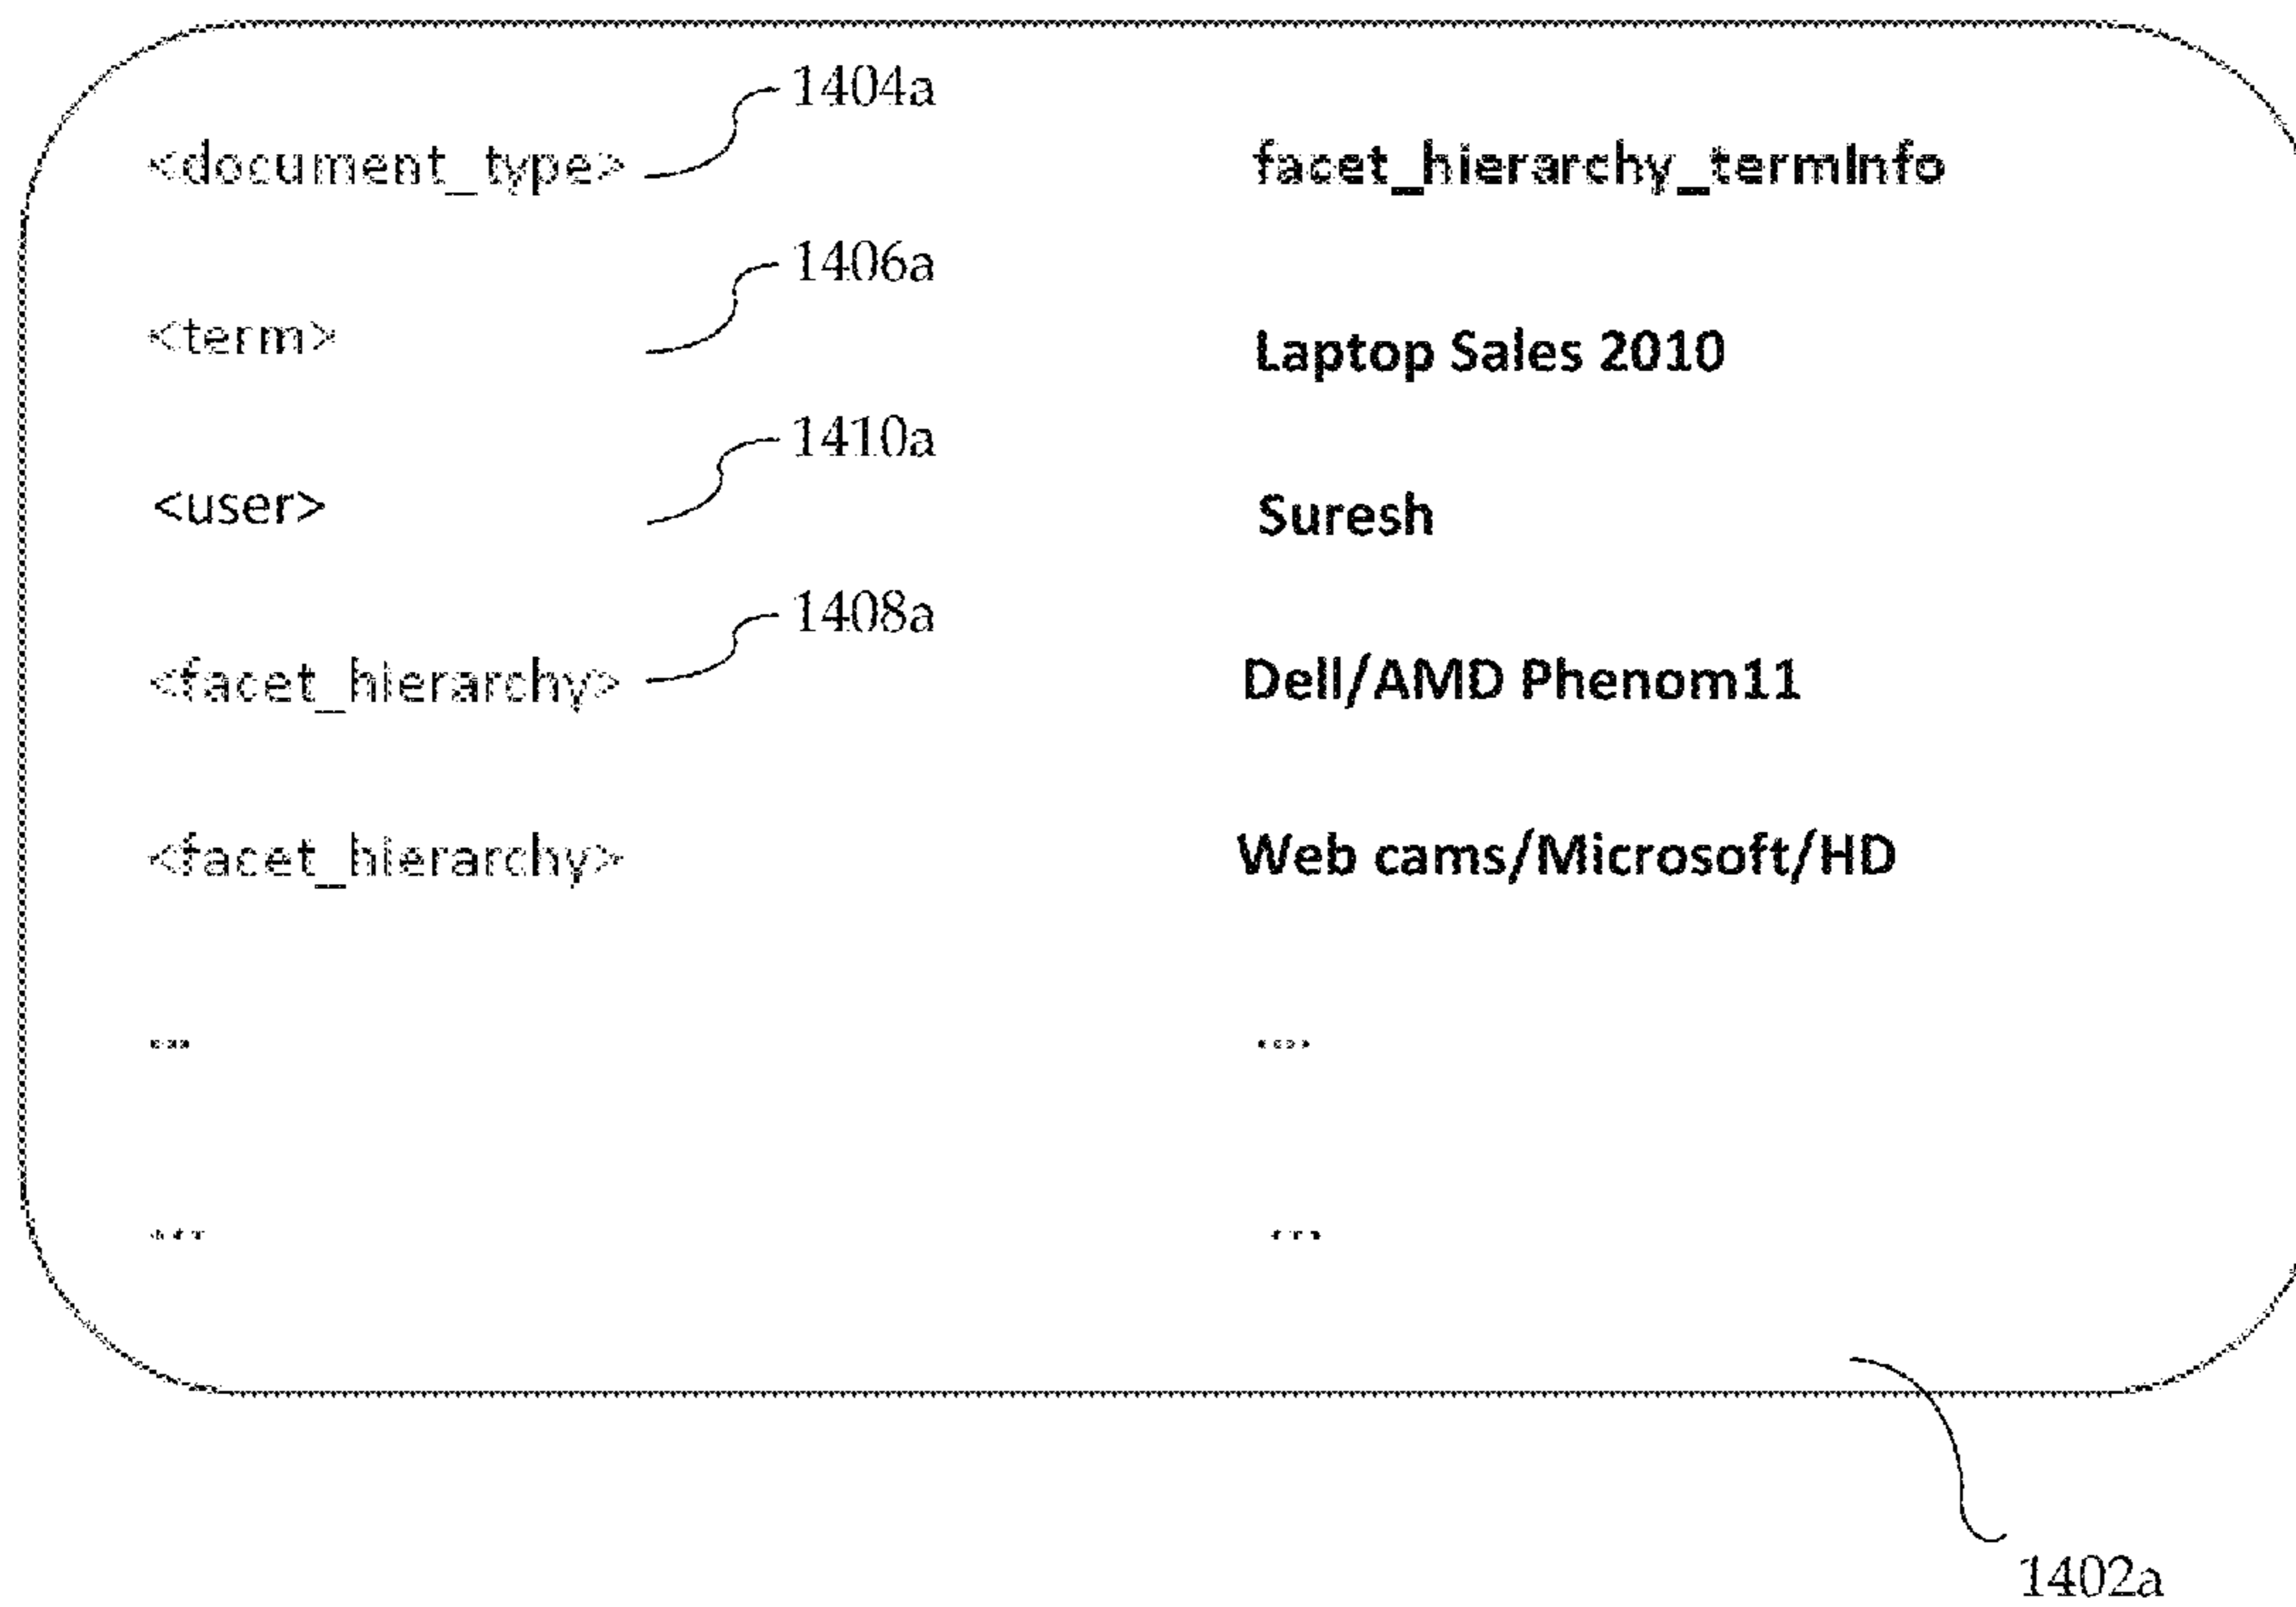 1404a
<document_type> facet_hierarchy_termInfo
1406a
<term> Laptop Sales 2010
1410a
<user> Suresh
1408a
<facet_hierarchy> Dell/AMD Phenom11
<facet_hierarchy> Web cams/Microsoft/HD
... ....
... ...
1402a